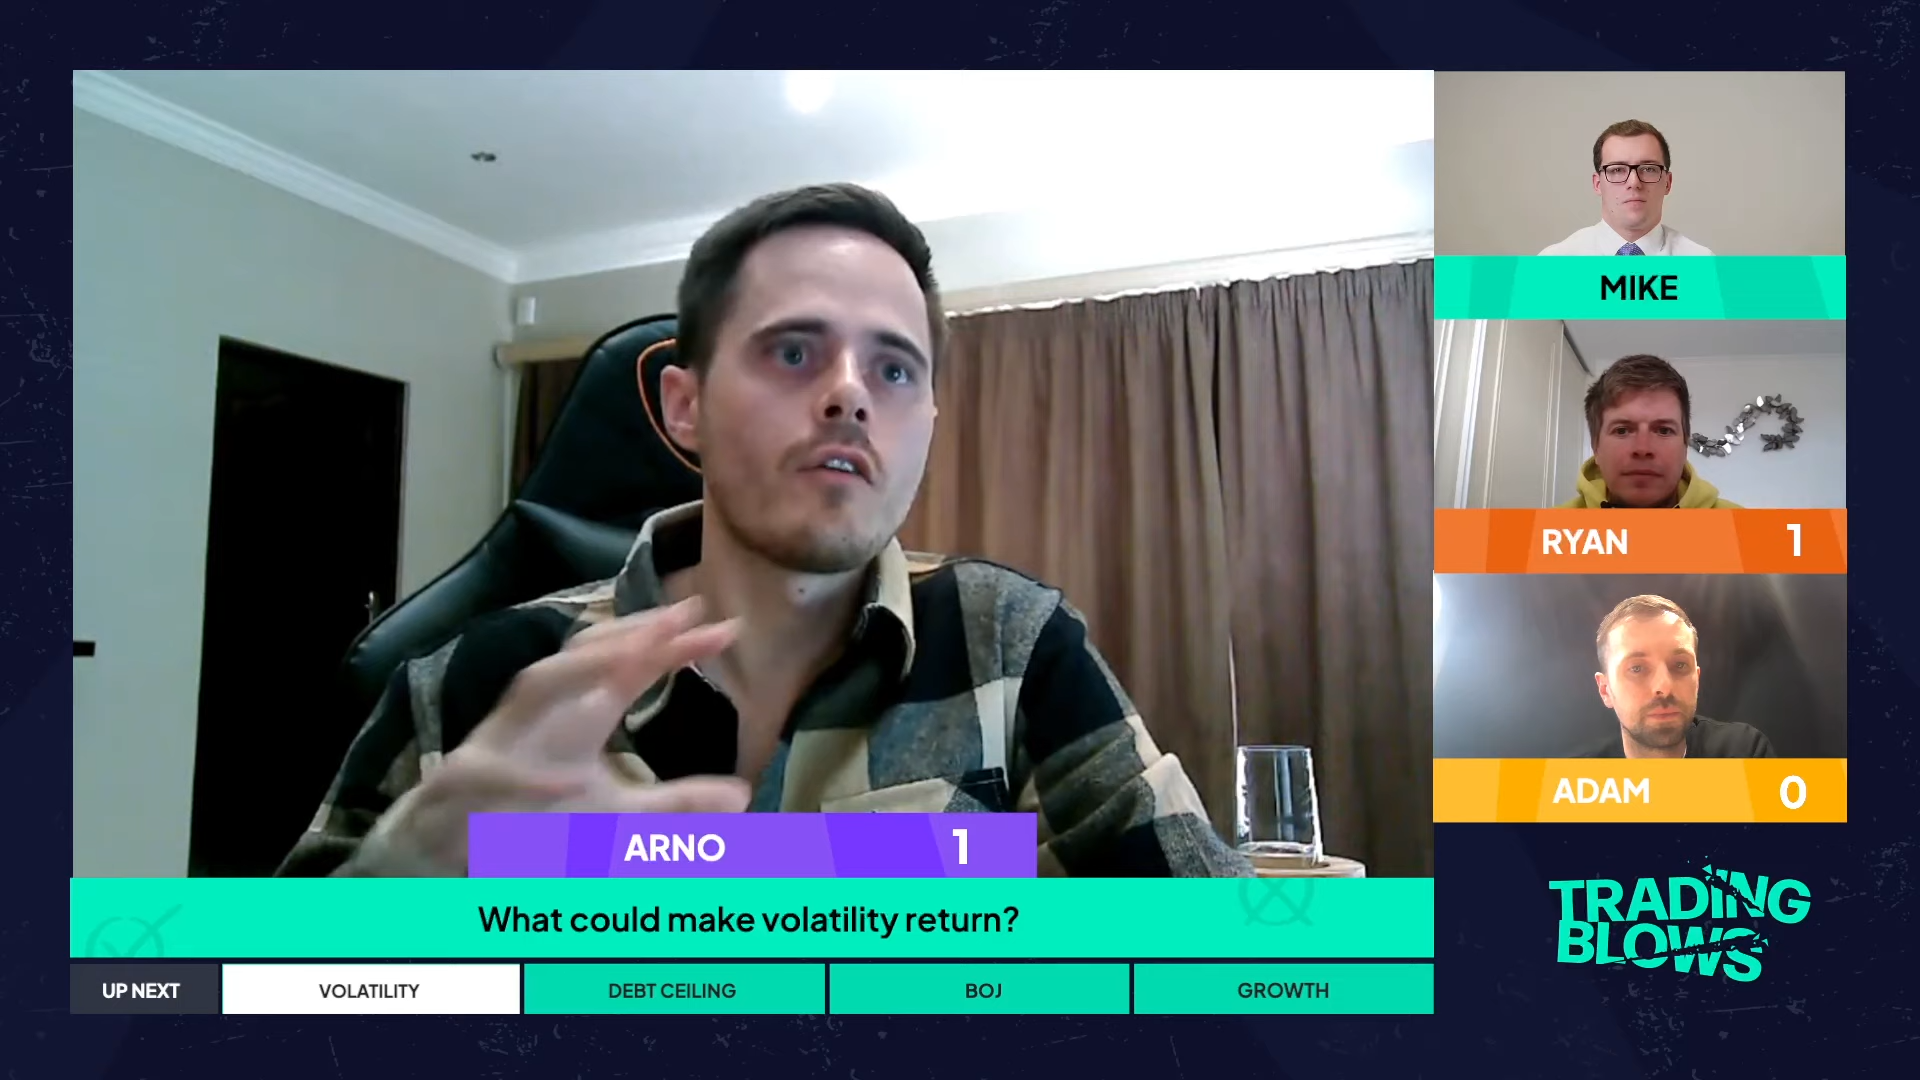 MIKE
RYAN 1
ADAM 0
ARNO 1
What could make volatility return?
UP NEXT
VOLATILITY
DEBT CEILING
BOJ
GROWTH
TRADING
BLOWS